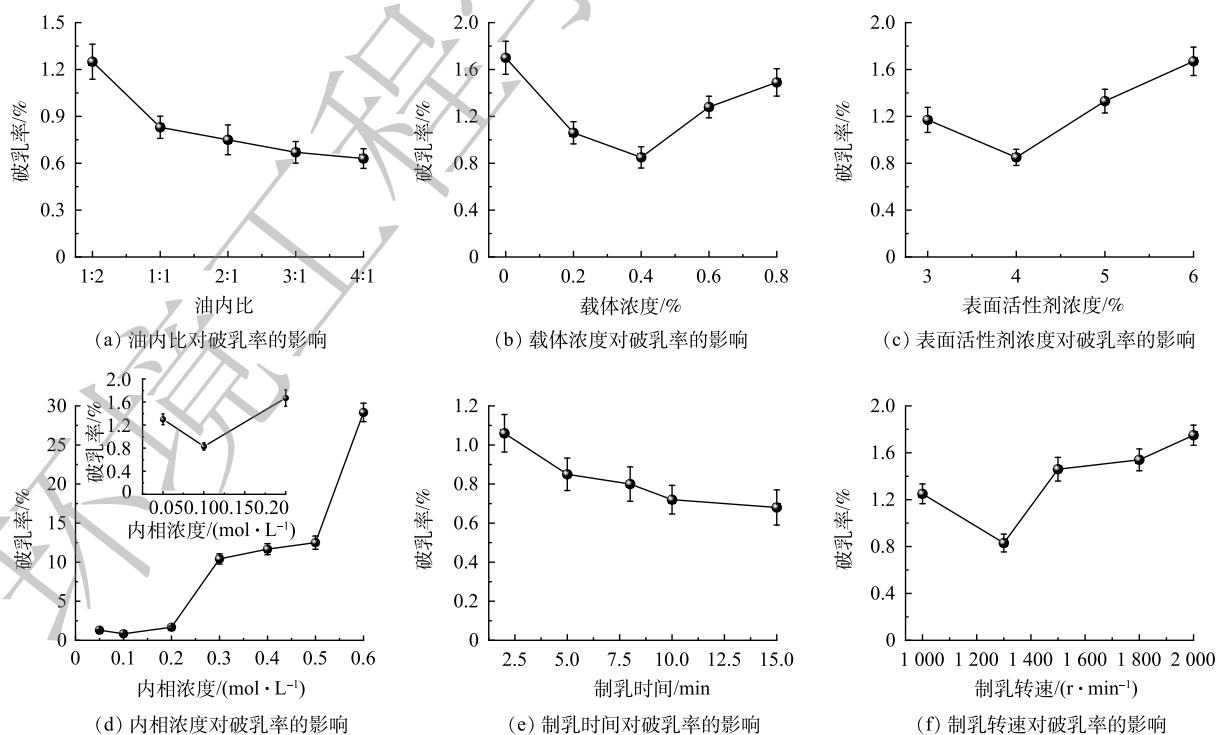 1.5
1.2
0.9
0.6
0.3
0
破乳率/%
1∶2 1∶1 2∶1 3∶1 4∶1
油内比
(a) 油内比对破乳率的影响
2.0
1.6
1.2
0.8
0.4
0
破乳率/%
0 0.2 0.4 0.6 0.8
载体浓度/%
(b) 载体浓度对破乳率的影响
2.0
1.6
1.2
0.8
0.4
0
破乳率/%
3 4 5 6
表面活性剂浓度/%
(c) 表面活性剂浓度对破乳率的影响
30
25
20
15
10
5
0
破乳率/%
0 0.1 0.2 0.3 0.4 0.5 0.6
内相浓度/(mol·L⁻¹)
2.0
1.6
1.2
0.8
0.4
0
破乳率/%
0.05 0.10 0.15 0.20
内相浓度/(mol·L⁻¹)
(d) 内相浓度对破乳率的影响
1.2
1.0
0.8
0.6
0.4
0.2
0
破乳率/%
2.5 5.0 7.5 10.0 12.5 15.0
制乳时间/min
(e) 制乳时间对破乳率的影响
2.0
1.6
1.2
0.8
0.4
0
破乳率/%
1 000 1 200 1 400 1 600 1 800 2 000
制乳转速/(r·min⁻¹)
(f) 制乳转速对破乳率的影响
环境工程学